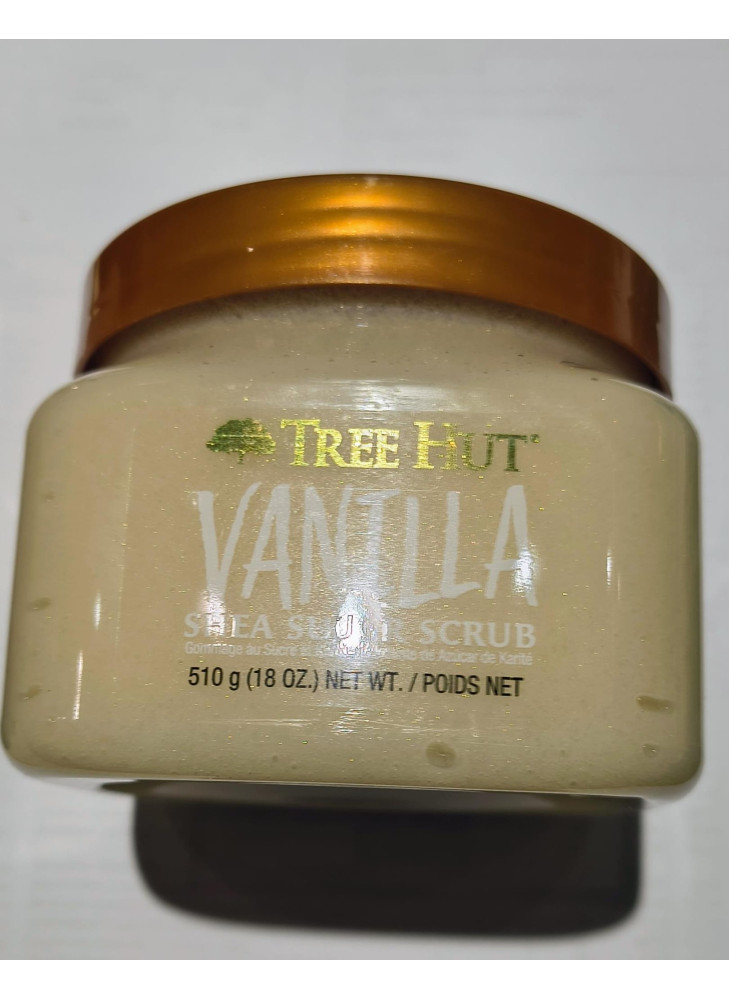 TREE HUT®
VANILLA
SHEA SUGAR SCRUB
Gommage au Sucre de Azúcar de Karité
510 g (18 OZ.) NET WT. / POIDS NET